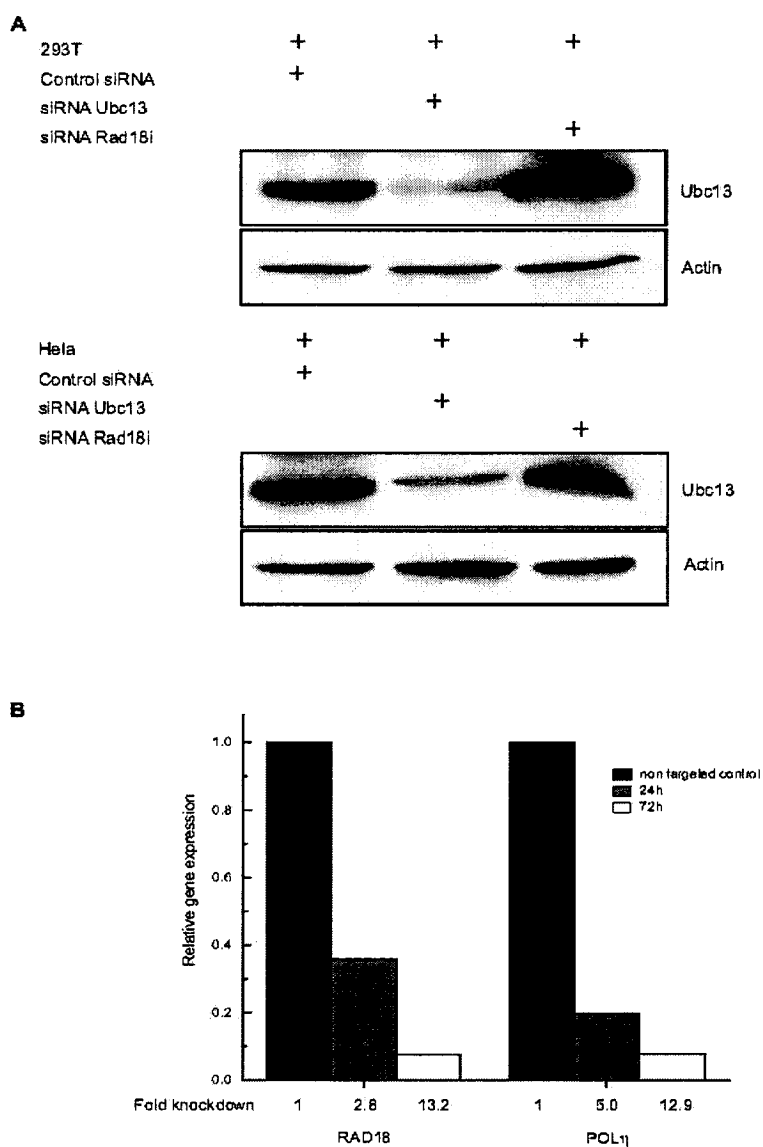 A
293T + + +
Control siRNA +
siRNA Ubc13 +
siRNA Rad18i +
Ubc13
Actin
Hela + + +
Control siRNA +
siRNA Ubc13 +
siRNA Rad18i +
Ubc13
Actin
B
Relative gene expression
1.0
0.8
0.6
0.4
0.2
0.0
non targeted control
24h
72h
Fold knockdown 1 2.8 13.2 1 5.0 12.9
RAD18 POLη